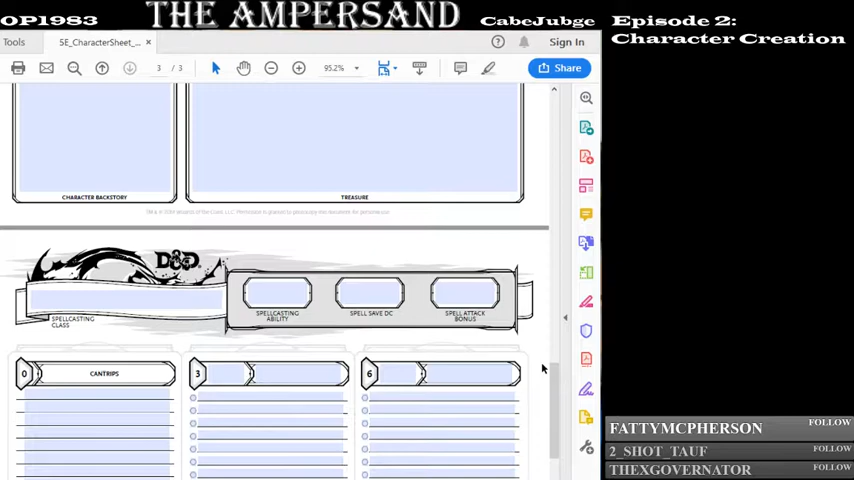 OP1983
THE AMPERSAND
CabeJubge
Episode 2:
Character Creation
Tools
5E_CharacterSheet_...
Sign In
3 / 3
95.2%
Share
CHARACTER BACKSTORY
TREASURE
D&D
SPELLCASTING
CLASS
SPELLCASTING
ABILITY
SPELL SAVE DC
SPELL ATTACK
BONUS
0
CANTRIPS
3
6
FATTYMCPHERSON
FOLLOW
2_SHOT_TAUF
FOLLOW
THEXGOVERNATOR
FOLLOW